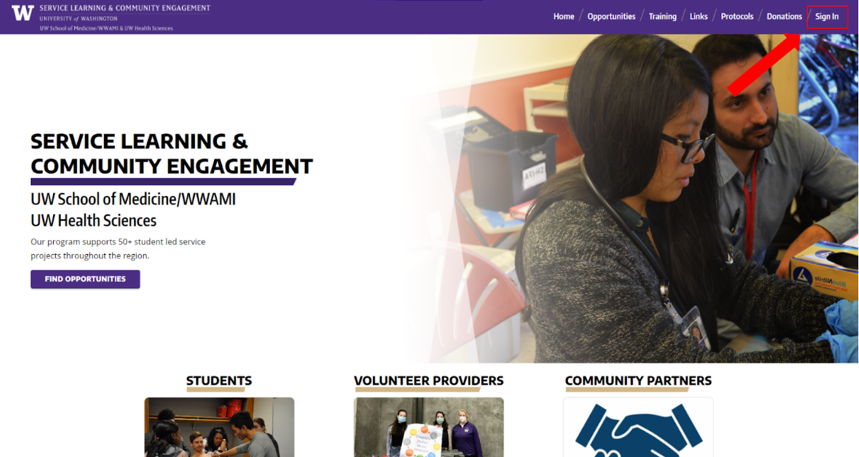 SERVICE LEARNING & COMMUNITY ENGAGEMENT
UNIVERSITY of WASHINGTON
UW School of Medicine/WWAMI & UW Health Sciences
Home / Opportunities / Training / Links / Protocols / Donations / Sign In
SERVICE LEARNING &
COMMUNITY ENGAGEMENT
UW School of Medicine/WWAMI
UW Health Sciences
Our program supports 50+ student led service
projects throughout the region.
FIND OPPORTUNITIES
STUDENTS
VOLUNTEER PROVIDERS
COMMUNITY PARTNERS